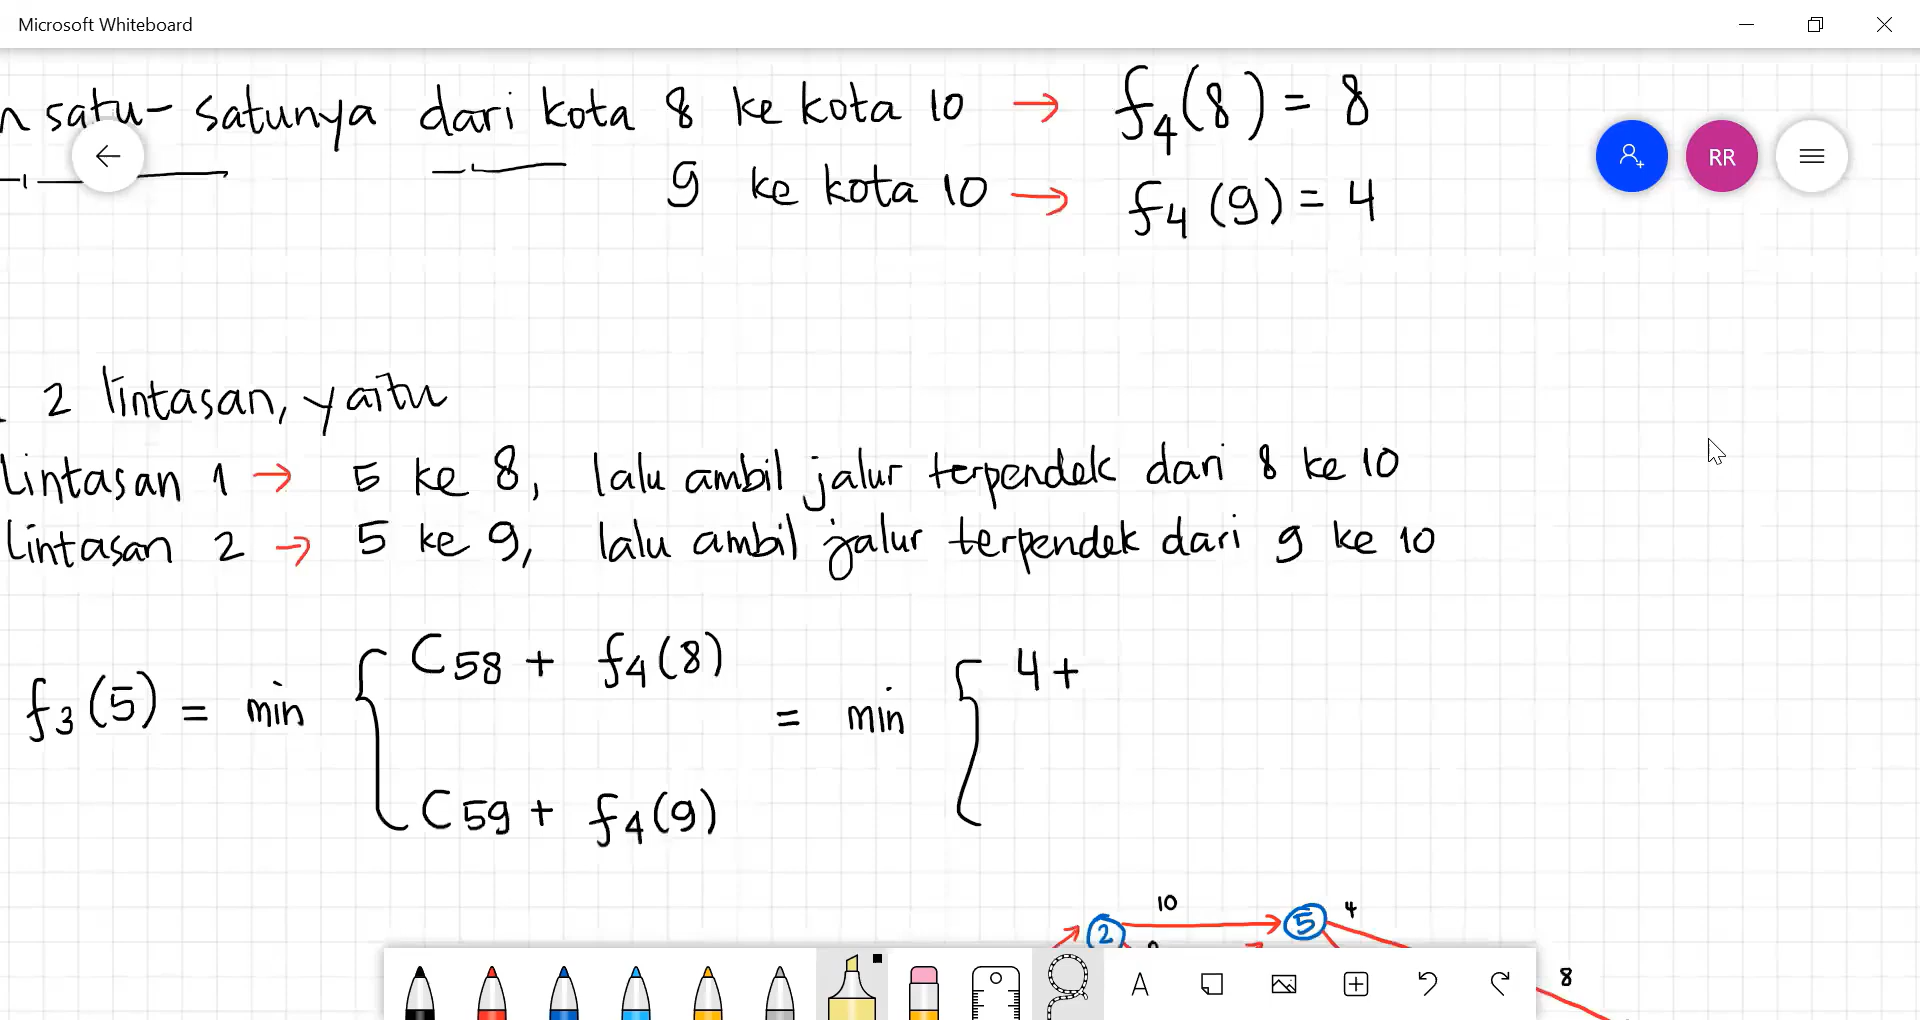 Microsoft Whiteboard
n satu-satunya dari kota 8 ke kota 10 → f4(8) = 8
9 ke kota 10 → f4(9) = 4
RR
2 lintasan, yaitu
Lintasan 1 → 5 ke 8, lalu ambil jalur terpendek dari 8 ke 10
Lintasan 2 → 5 ke 9, lalu ambil jalur terpendek dari 9 ke 10
C58 + f4(8)
4 +
f3(5) = min { = min {
C59 + f4(9)
10
4
2
5
8
A